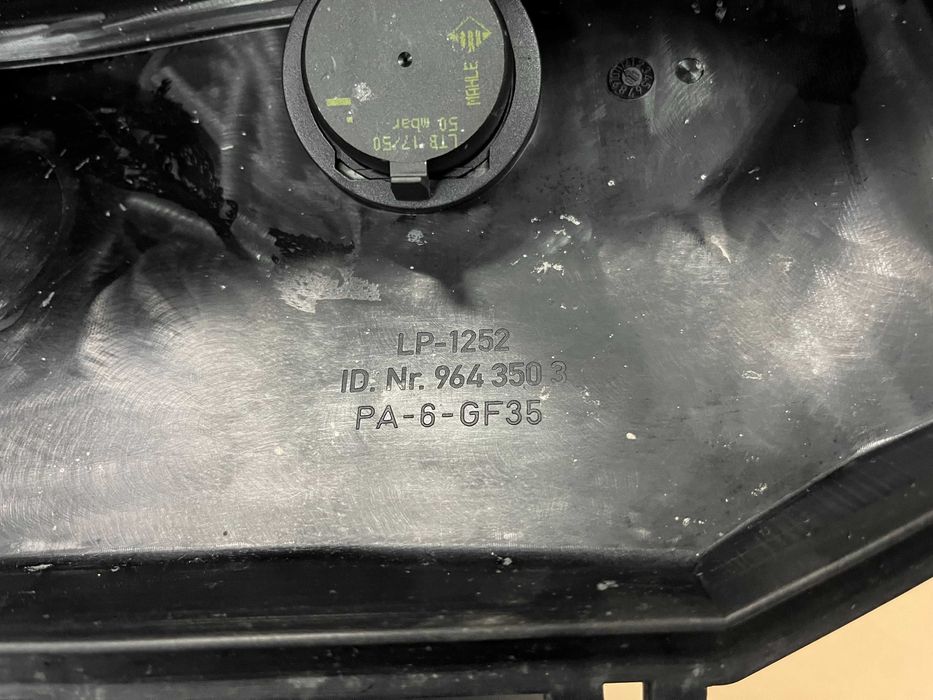 MAHLE
LTB 17/50
50 mbar
LP-1252
ID. Nr. 964 350 3
PA-6-GF35